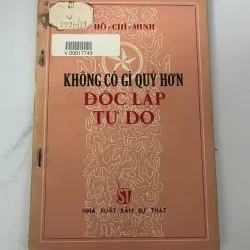 HỒ-CHÍ-MINH
V.00017743
KHÔNG CÓ GÌ QUÝ HƠN
ĐỘC LẬP
TỰ DO
ST
NHÀ XUẤT BẢN SỰ THẬT